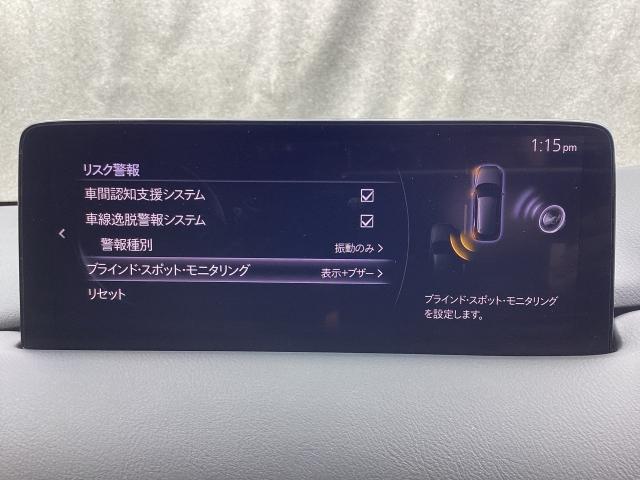 1:15pm
リスク警報
車間認知支援システム
車線逸脱警報システム
警報種別 振動のみ
ブラインド・スポット・モニタリング 表示+ブザー
リセット
ブラインド・スポット・モニタリング
を設定します。